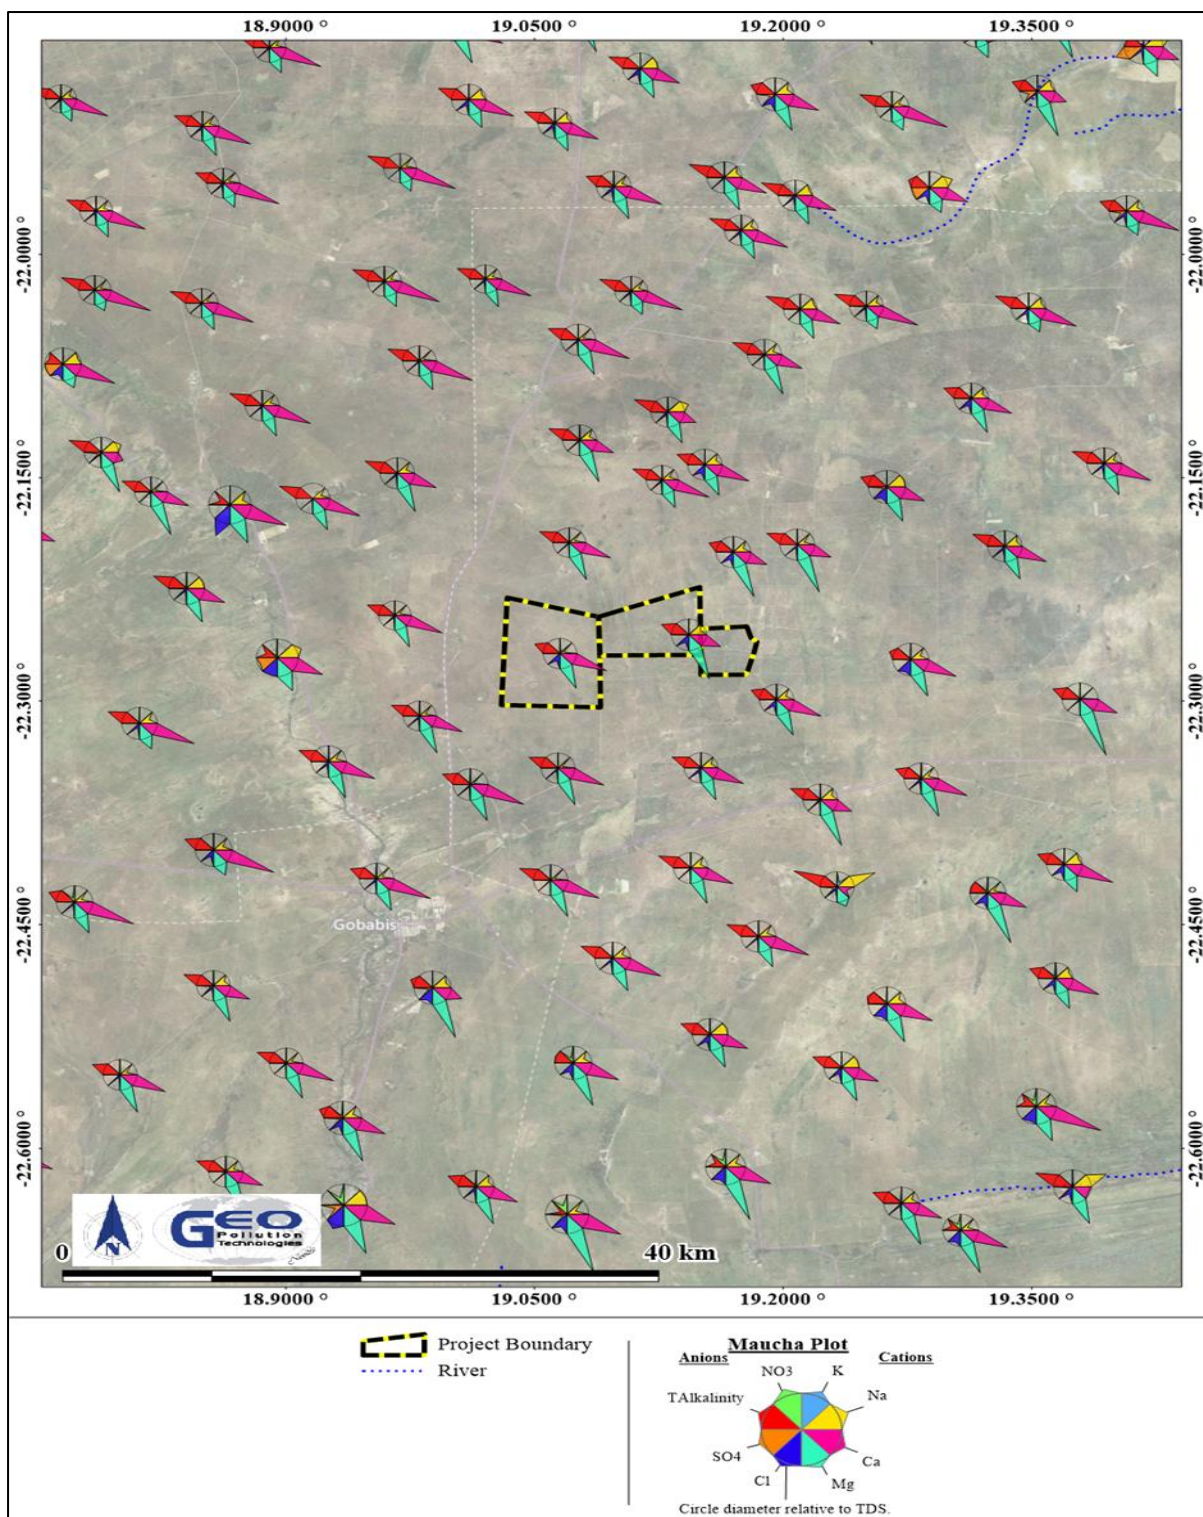 18.9000 ° 19.0500 ° 19.2000 ° 19.3500 °
-22.0000 ° -22.0000 °
-22.1500 ° -22.1500 °
-22.3000 ° -22.3000 °
-22.4500 ° -22.4500 °
Gobabis
-22.6000 ° -22.6000 °
N
GEO
Pollution
Technologies
0 40 km
18.9000 ° 19.0500 ° 19.2000 ° 19.3500 °
Project Boundary
River
Maucha Plot
Anions Cations
NO3 K
TAlkalinity Na
SO4 Ca
Cl Mg
Circle diameter relative to TDS.